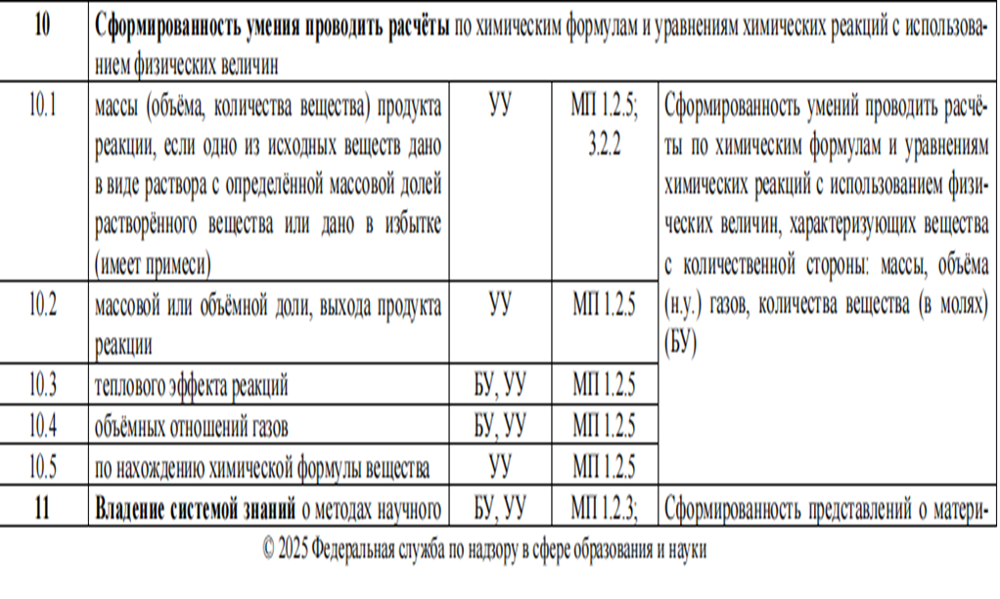 10 Сформированность умения проводить расчёты по химическим формулам и уравнениям химических реакций с использова-
нием физических величин
10.1 массы (объёма, количества вещества) продукта УУ МП 1.2.5; Сформированность умений проводить расчё-
реакции, если одно из исходных веществ дано 3.2.2 ты по химическим формулам и уравнениям
в виде раствора с определённой массовой долей химических реакций с использованием физи-
растворённого вещества или дано в избытке ческих величин, характеризующих вещества
(имеет примеси) с количественной стороны: массы, объёма
10.2 массовой или объёмной доли, выхода продукта УУ МП 1.2.5 (н.у.) газов, количества вещества (в молях)
реакции (БУ)
10.3 теплового эффекта реакций БУ, УУ МП 1.2.5
10.4 объёмных отношений газов БУ, УУ МП 1.2.5
10.5 по нахождению химической формулы вещества УУ МП 1.2.5
11 Владение системой знаний о методах научного БУ, УУ МП 1.2.3; Сформированность представлений о матери-
© 2025 Федеральная служба по надзору в сфере образования и науки